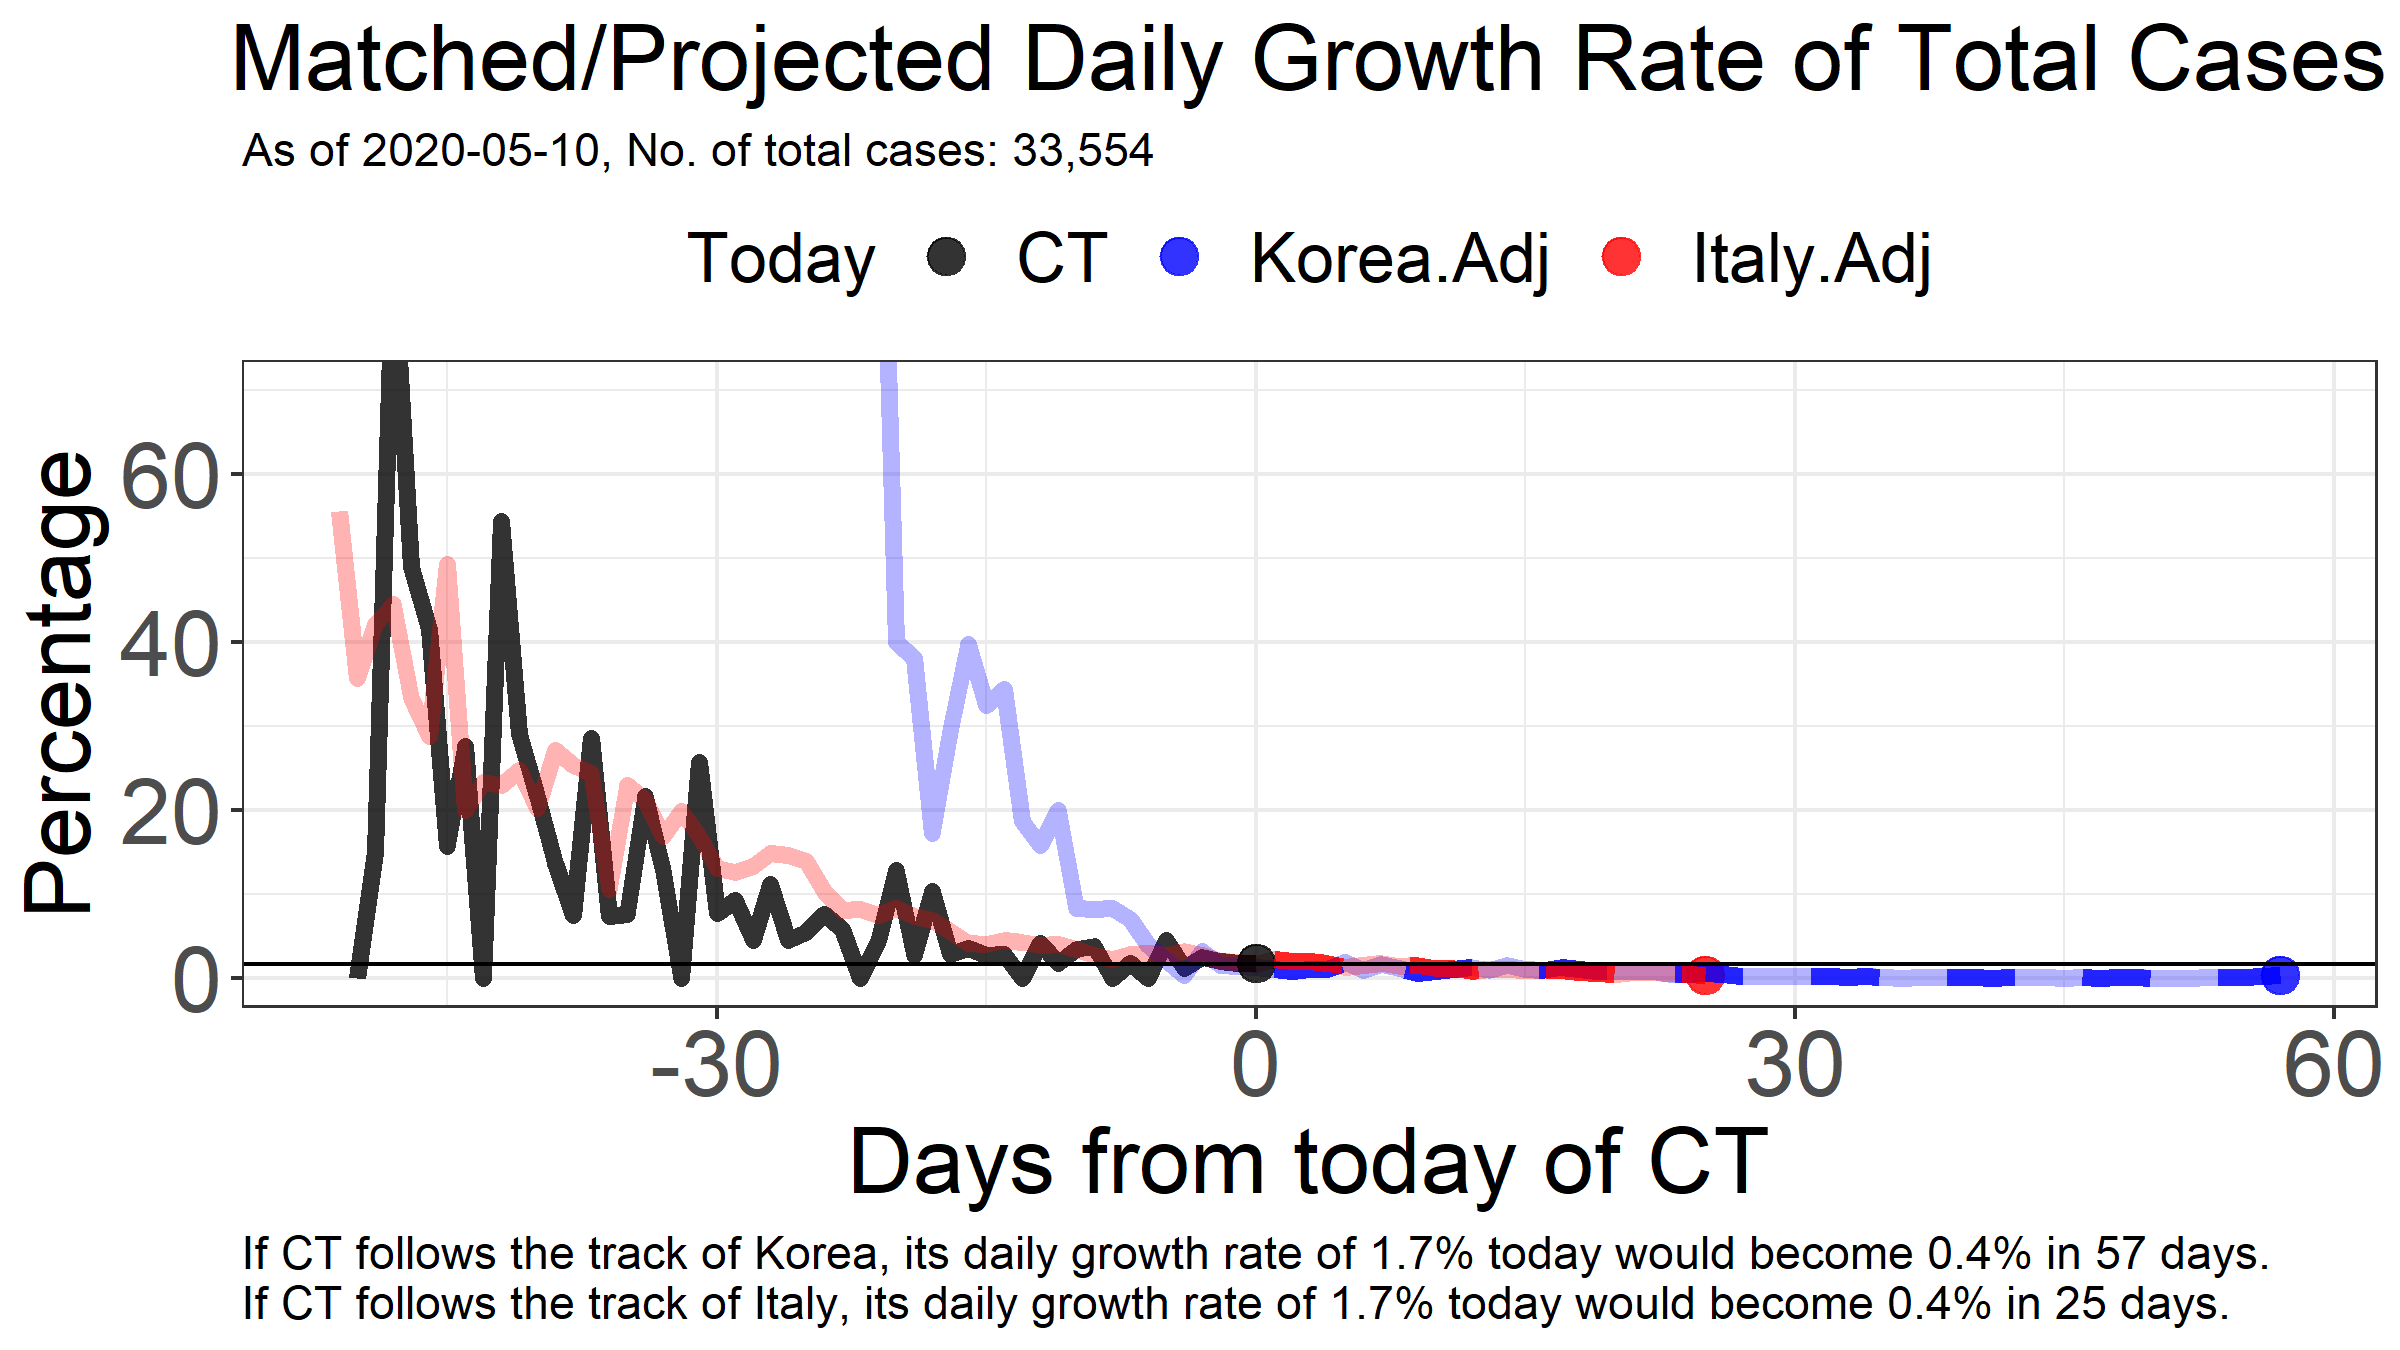 Matched/Projected Daily Growth Rate of Total Cases
As of 2020-05-10, No. of total cases: 33,554
Today CT Korea.Adj Italy.Adj
Percentage
60
40
20
0
-30 0 30 60
Days from today of CT
If CT follows the track of Korea, its daily growth rate of 1.7% today would become 0.4% in 57 days.
If CT follows the track of Italy, its daily growth rate of 1.7% today would become 0.4% in 25 days.